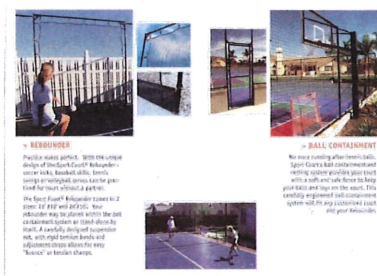 » REBOUNDER
Practice makes perfect. With the unique
design of the Sport Court® Rebounder -
soccer kicks, baseball skills, tennis
swings or volleyball serves can be prac-
ticed for hours without a partner.
The Sport Court® Rebounder comes in 2
sizes: 10' X10' and 20'X10'. Your
rebounder may be placed within the ball
containment system or stand-alone by
itself. A carefully designed suspension
net, with rigid tension bands and
adjustment straps allows for easy
"bounce" or tension change.
» BALL CONTAINMENT
No more running after tennis balls.
Sport Court's ball containment and
netting system provides your court
with a soft and safe fence to keep
your balls and toys on the court. This
carefully engineered ball containment
system will fit any customized court
and your Rebounder.